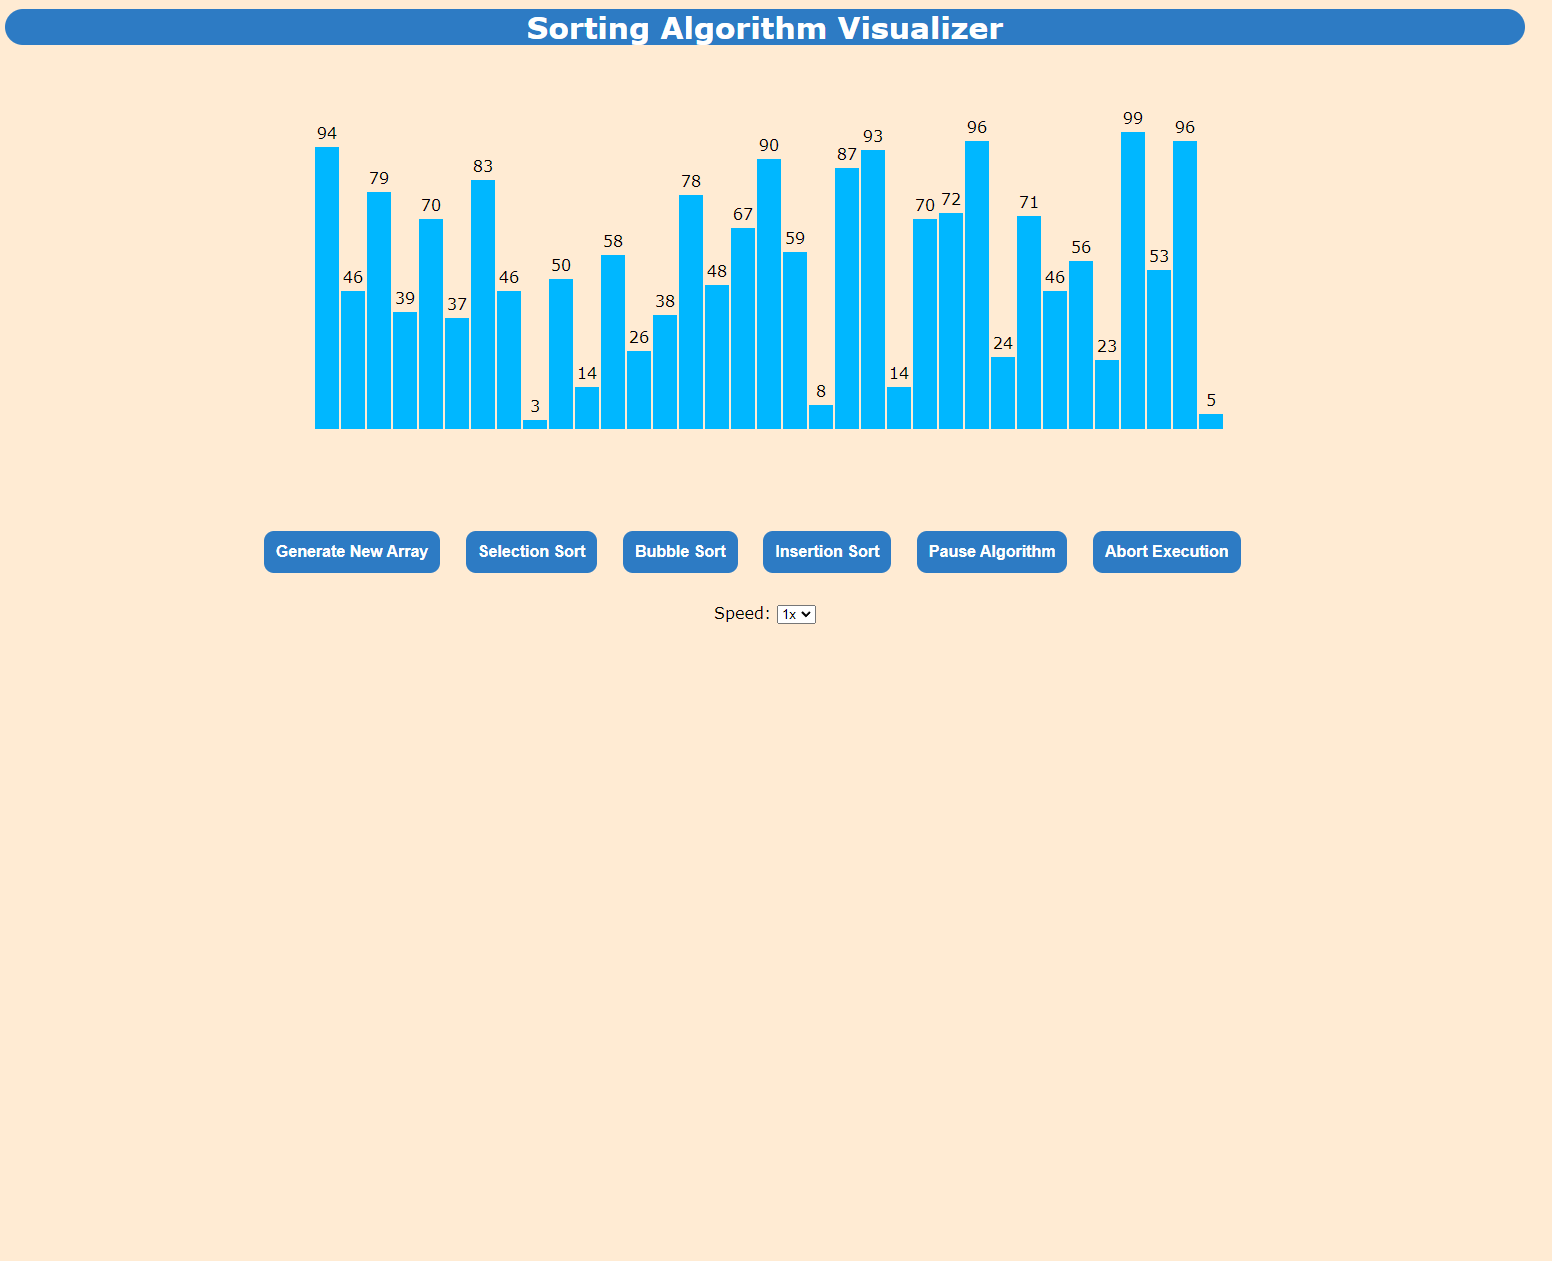 Sorting Algorithm Visualizer
94 46 79 39 70 37 83 46 3 50 14 58 26 38 78 48 67 90 59 8 87 93 14 70 72 96 24 71 46 56 23 99 53 96 5
Generate New Array Selection Sort Bubble Sort Insertion Sort Pause Algorithm Abort Execution
Speed: 1x